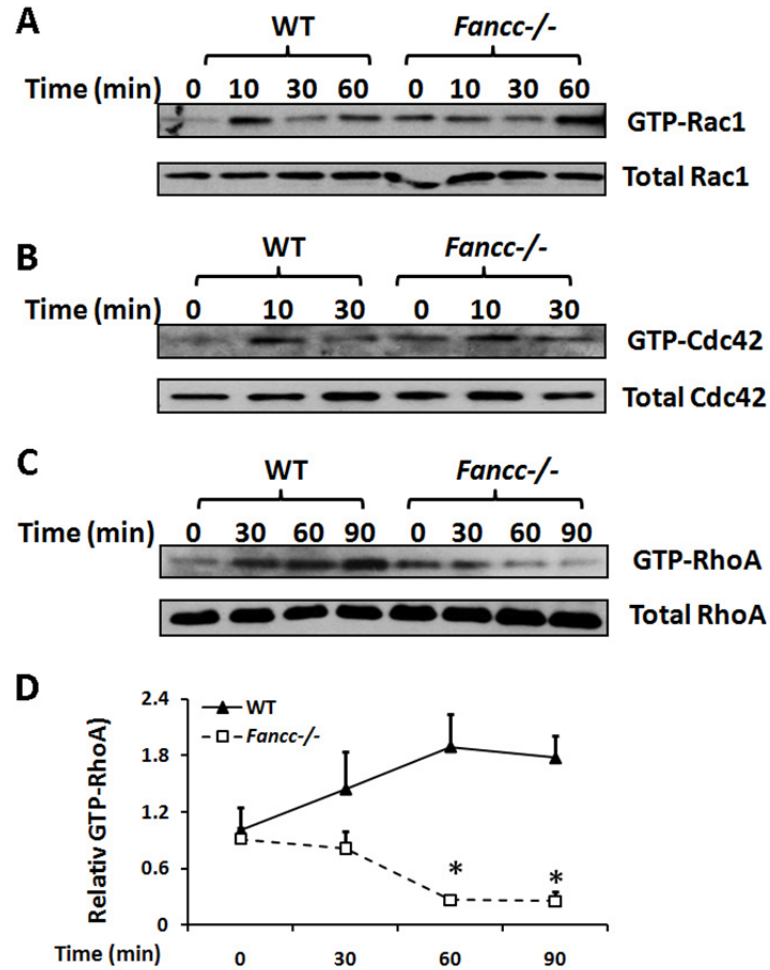 A
WT Fancc-/-
Time (min) 0 10 30 60 0 10 30 60
GTP-Rac1
Total Rac1
B
WT Fancc-/-
Time (min) 0 10 30 0 10 30
GTP-Cdc42
Total Cdc42
C
WT Fancc-/-
Time (min) 0 30 60 90 0 30 60 90
GTP-RhoA
Total RhoA
D
2.4
1.8
1.2
0.6
0
Relativ GTP-RhoA)
WT
Fancc-/-
* *
Time (min) 0 30 60 90